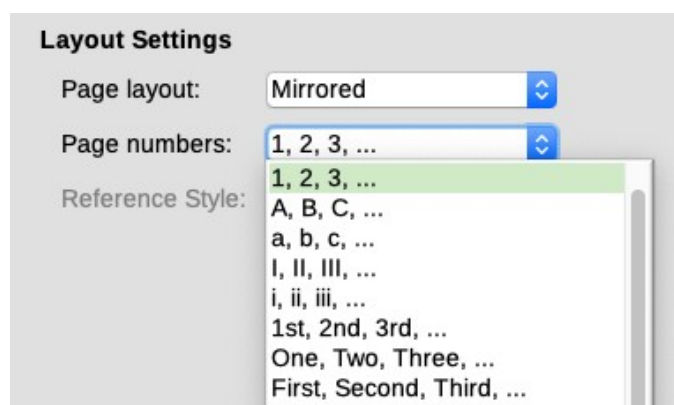 Layout Settings
Page layout: Mirrored
Page numbers: 1, 2, 3, ...
1, 2, 3, ...
Reference Style:
A, B, C, ...
a, b, c, ...
I, II, III, ...
i, ii, iii, ...
1st, 2nd, 3rd, ...
One, Two, Three, ...
First, Second, Third, ...